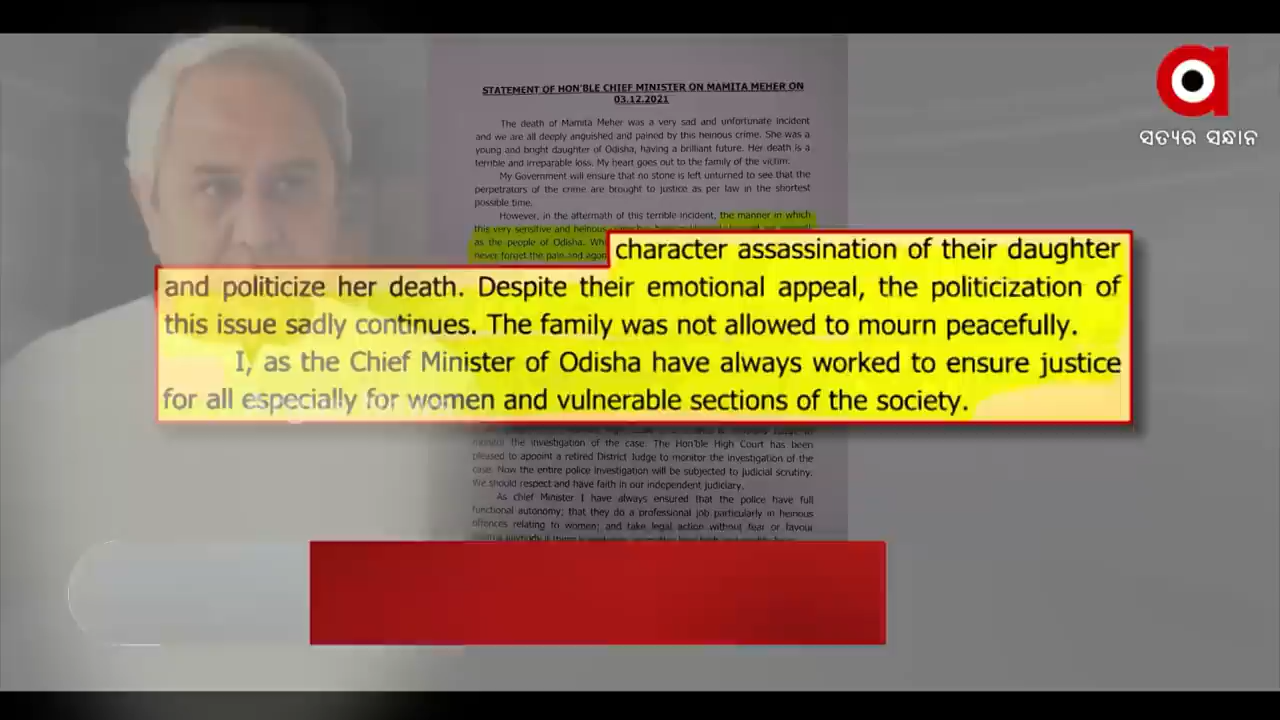 ସତ୍ୟର ସନ୍ଧାନ
STATEMENT OF HON'BLE CHIEF MINISTER ON MAMITA MEHER ON
03.12.2021
The death of Mamita Meher was a very sad and unfortunate incident
and we are all deeply anguished and pained by this heinous crime. She was a
young and bright daughter of Odisha, having a brilliant future. Her death is a
terrible and irreparable loss. My heart goes out to the family of the victim.
My Government will ensure that no stone is left unturned to see that the
perpetrators of the crime are brought to justice as per law in the shortest
possible time.
However, in the aftermath of this terrible incident, the manner in which
this very sensitive and heinous
as the people of Odisha.
never forget the pain and
character assassination of their daughter
and politicize her death. Despite their emotional appeal, the politicization of
this issue sadly continues. The family was not allowed to mourn peacefully.
I, as the Chief Minister of Odisha have always worked to ensure justice
for all especially for women and vulnerable sections of the society.
the investigation of the case. The Hon'ble High Court has been
pleased to appoint a retired District Judge to monitor the investigation of the
case. Now the entire police investigation will be subjected to judicial scrutiny.
We should respect and have faith in our independent judiciary.
As chief Minister I have always ensured that the police have full
functional autonomy; that they do a professional job particularly in heinous
offences relating to women; and take legal action without fear or favour